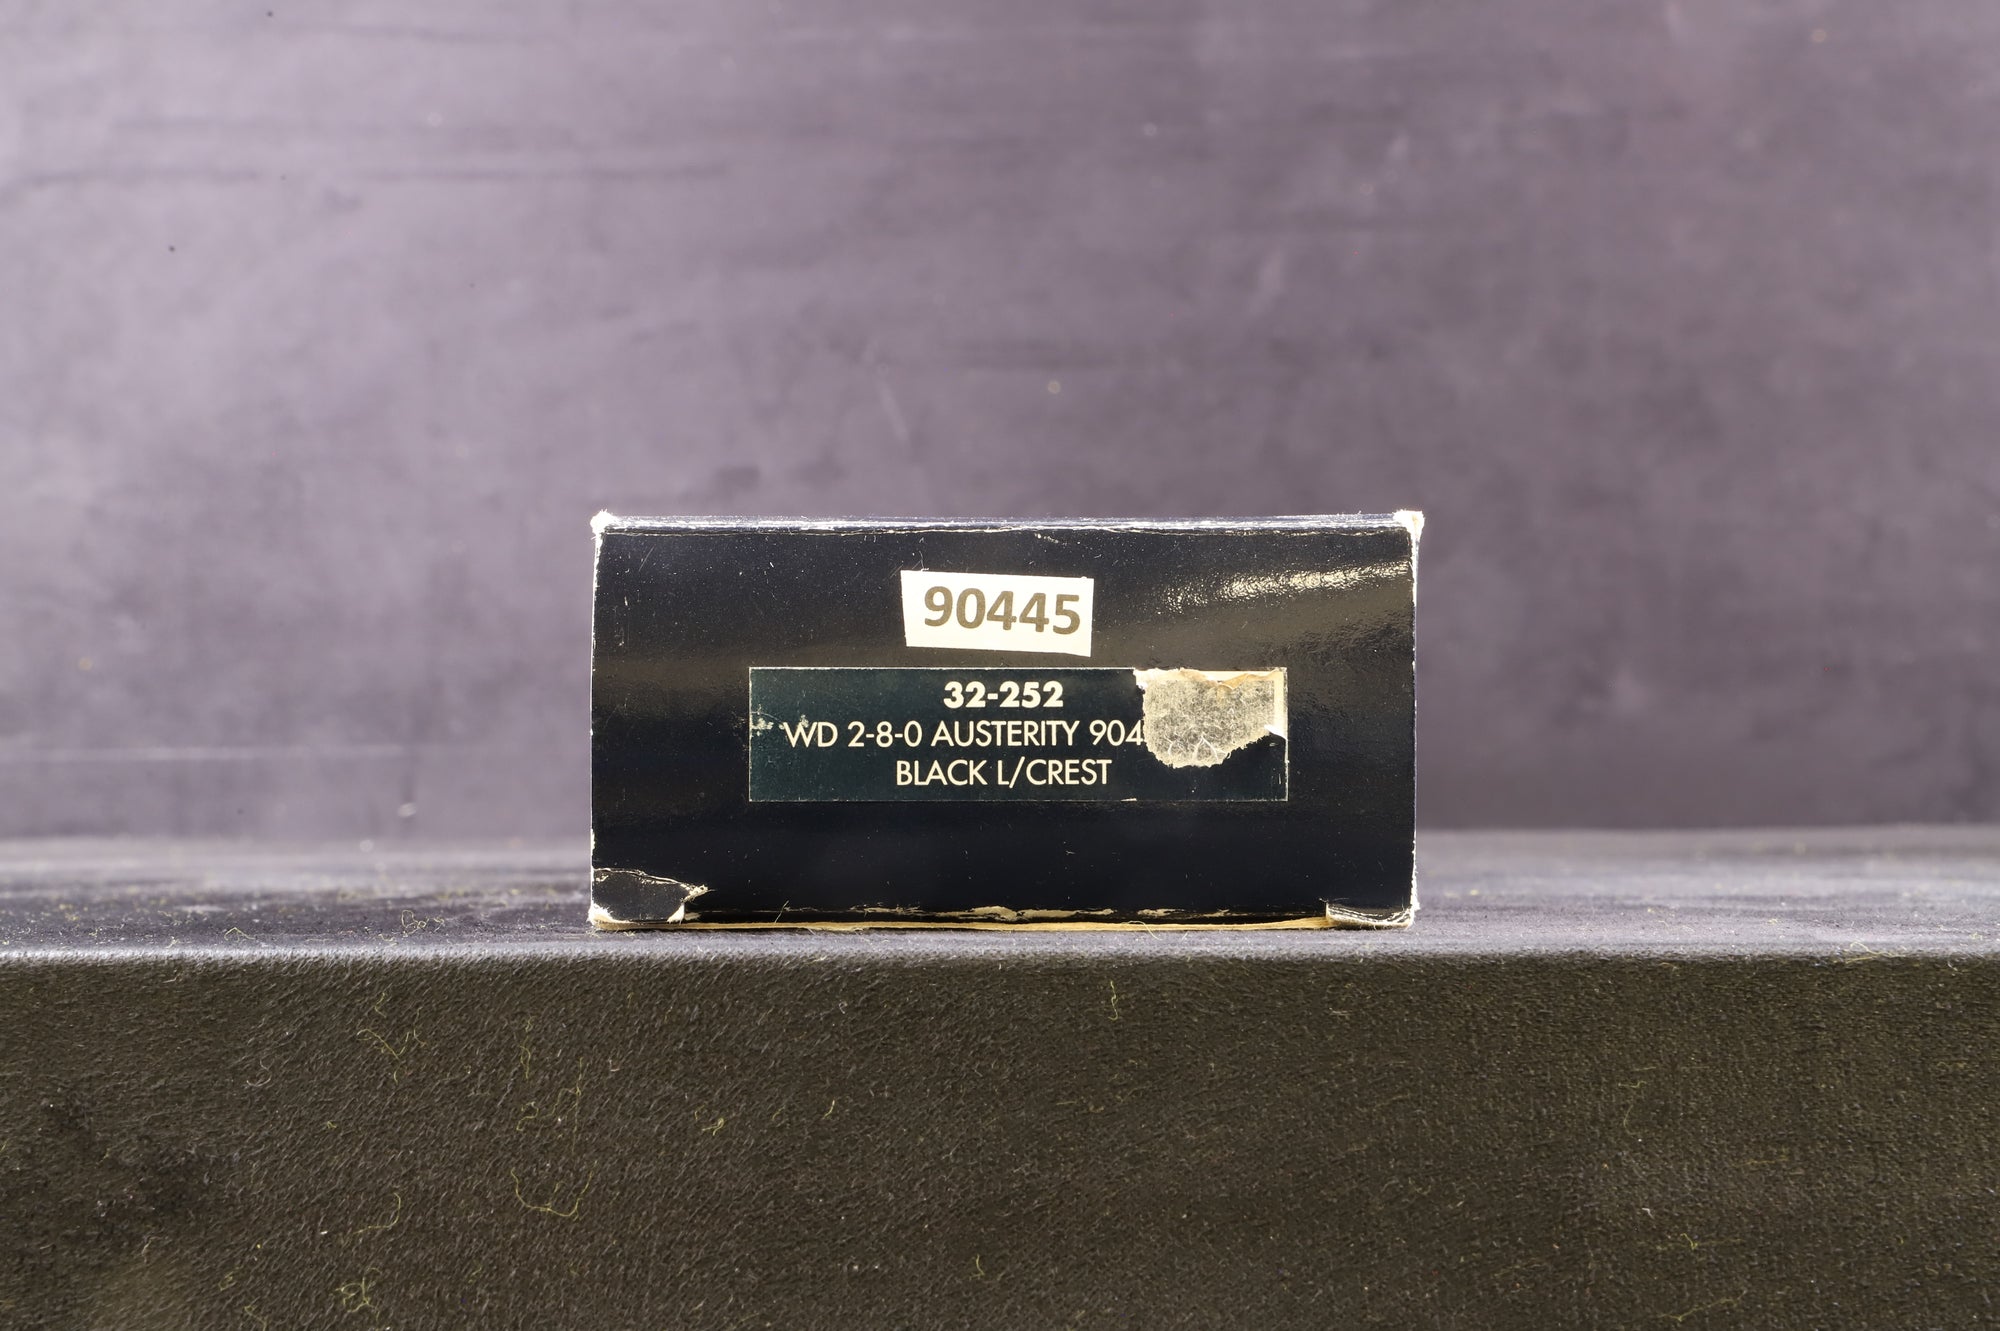 90445
32-252
WD 2-8-0 AUSTERITY 904
BLACK L/CREST